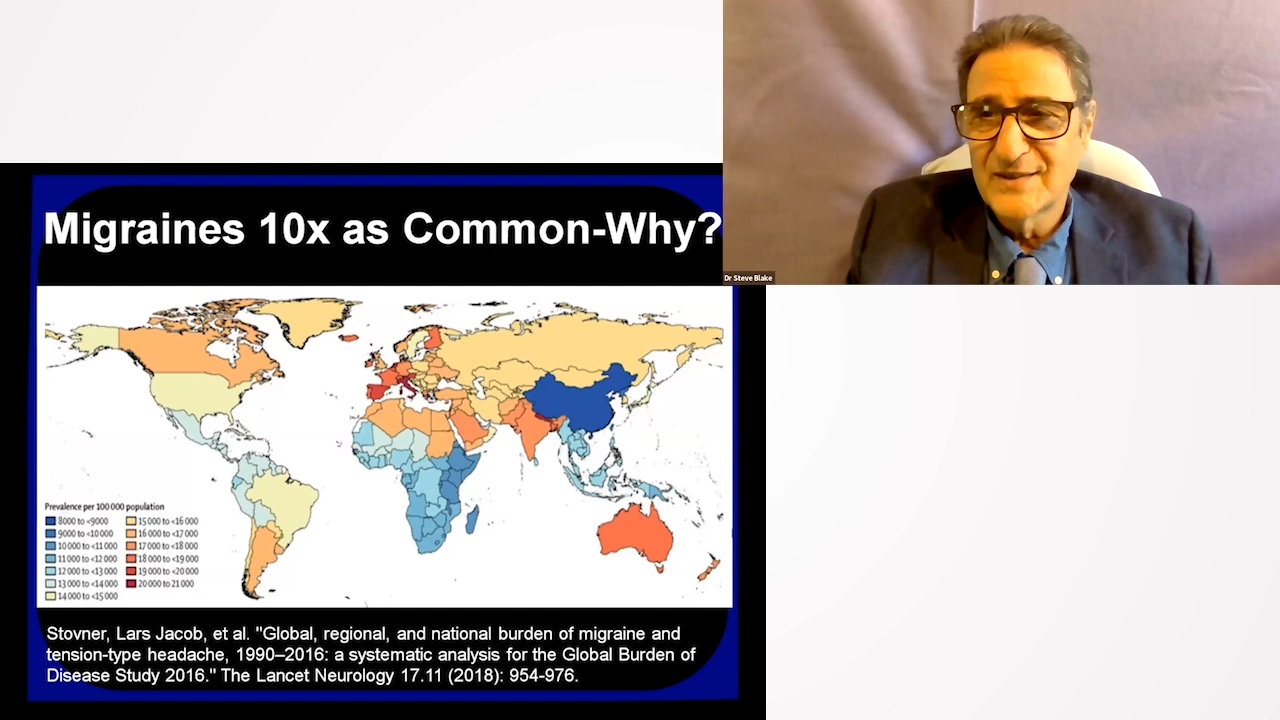 Migraines 10x as Common-Why?
Dr Steve Blake
Prevalence per 100 000 population
8000 to <9000
9000 to <10 000
10 000 to <11 000
11 000 to <12 000
12 000 to <13 000
13 000 to <14 000
14 000 to <15 000
15 000 to <16 000
16 000 to <17 000
17 000 to <18 000
18 000 to <19 000
19 000 to <20 000
20 000 to 21 000
Stovner, Lars Jacob, et al. "Global, regional, and national burden of migraine and
tension-type headache, 1990–2016: a systematic analysis for the Global Burden of
Disease Study 2016." The Lancet Neurology 17.11 (2018): 954-976.